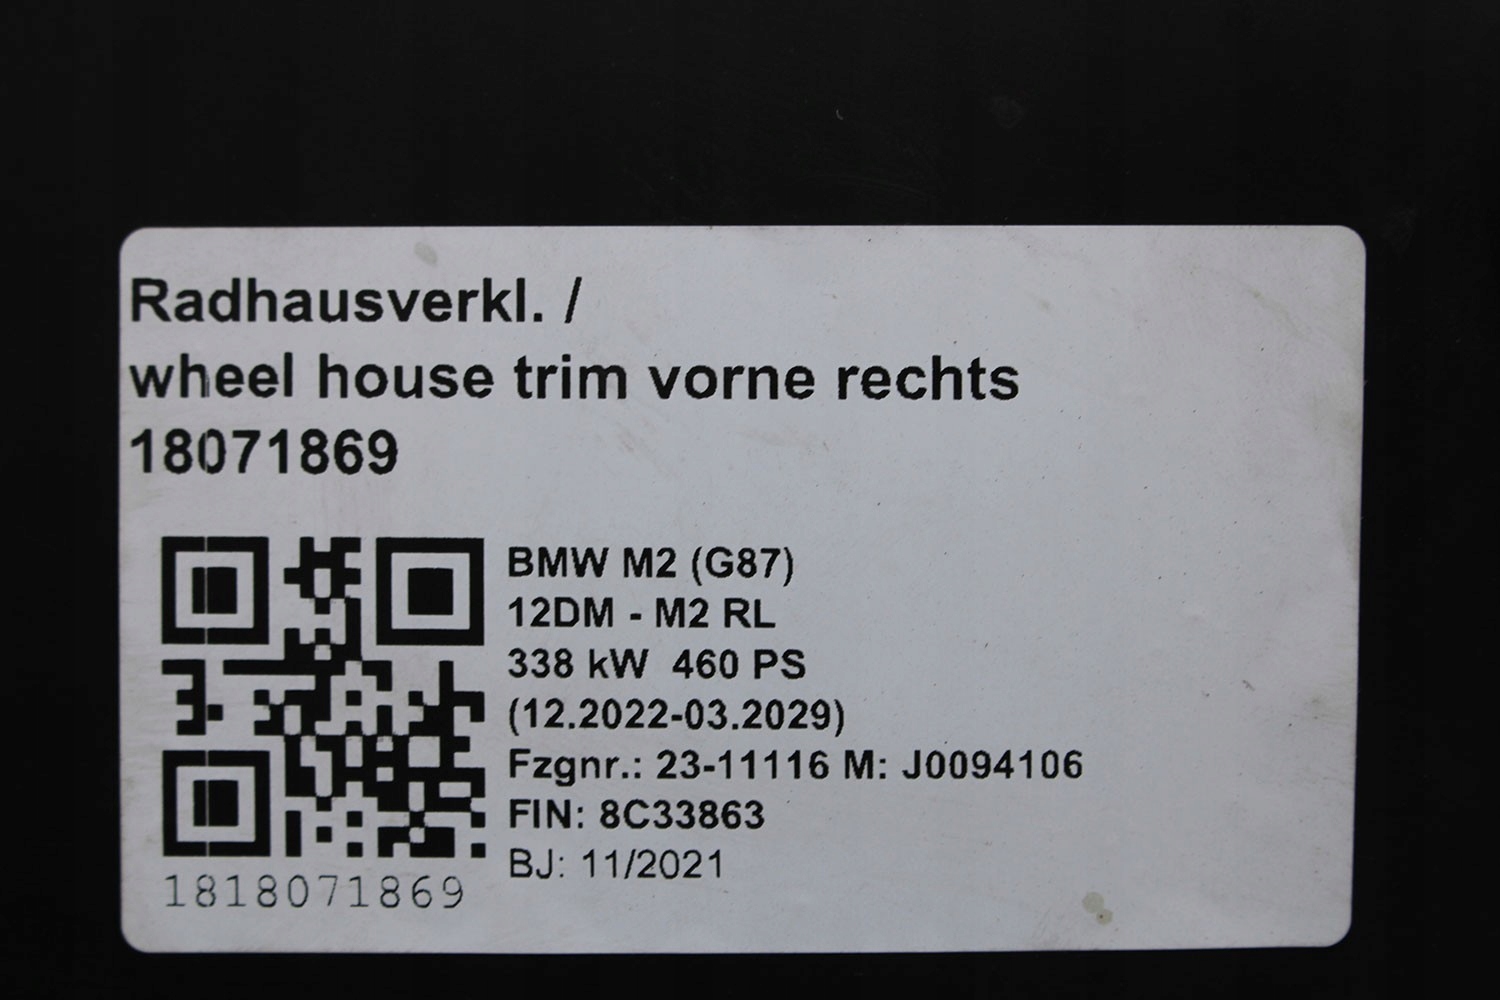 Radhausverkl. /
wheel house trim vorne rechts
18071869
BMW M2 (G87)
12DM - M2 RL
338 kW 460 PS
(12.2022-03.2029)
Fzgnr.: 23-11116 M: J0094106
FIN: 8C33863
BJ: 11/2021
1818071869